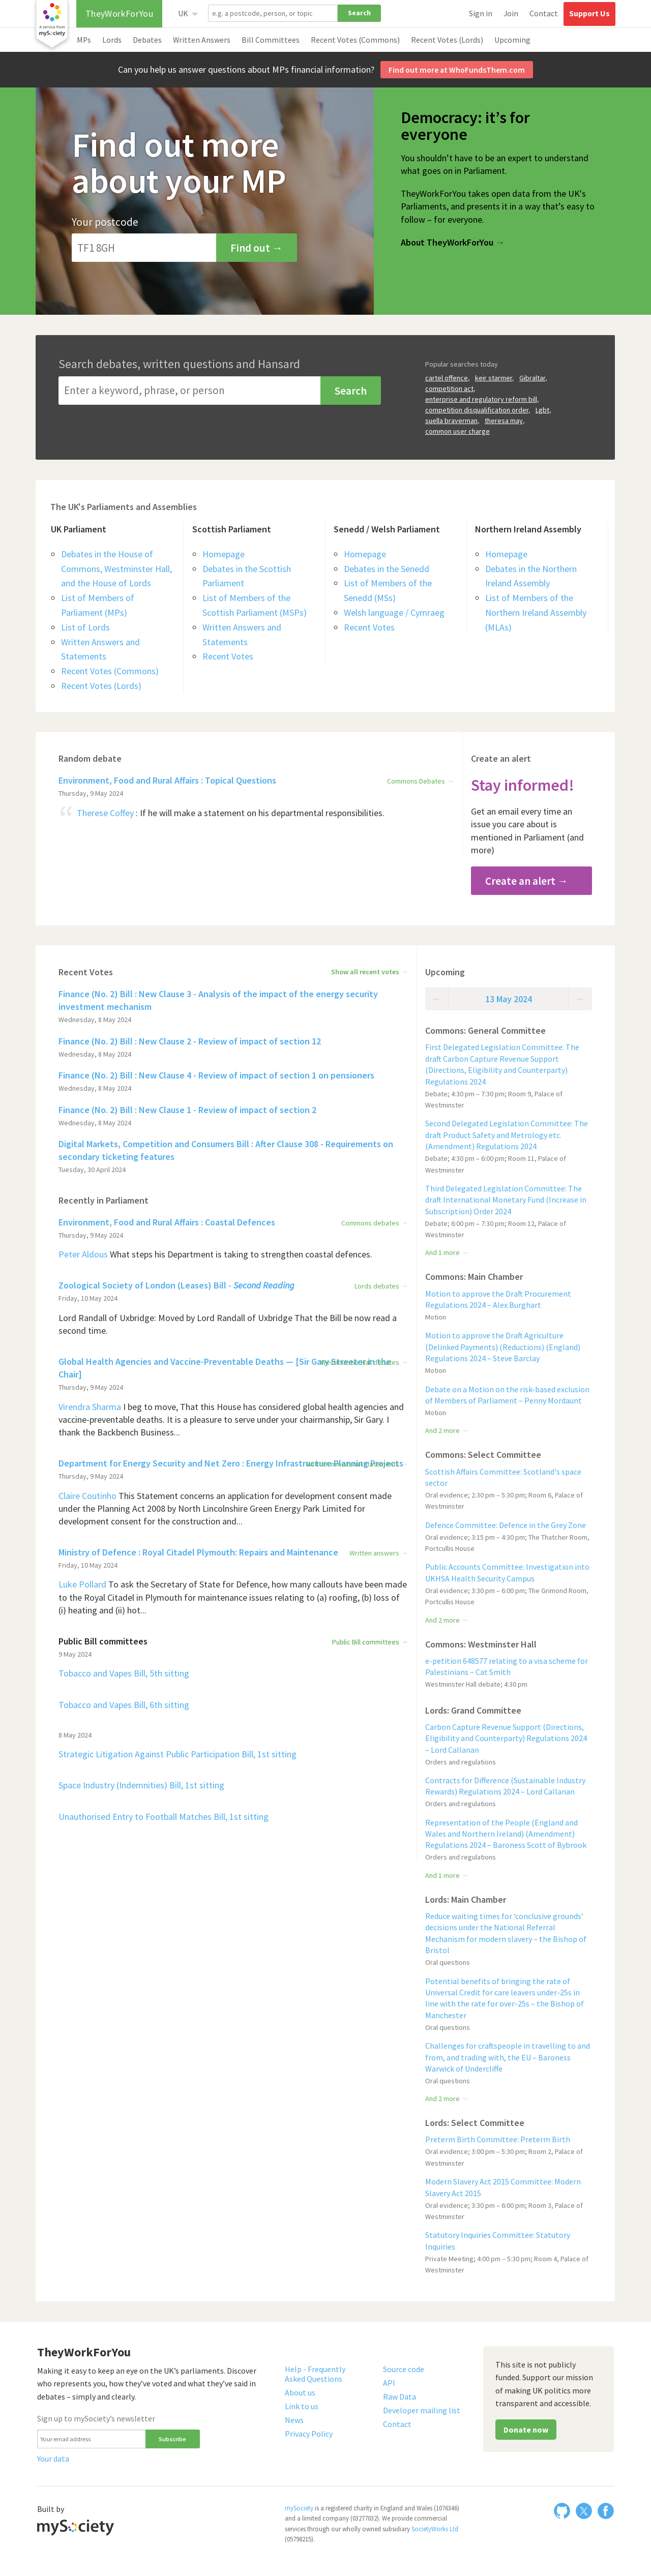 A service from
mySociety
TheyWorkForYou
UK
e.g. a postcode, person, or topic
Search
Sign in
Join
Contact
Support Us
MPs
Lords
Debates
Written Answers
Bill Committees
Recent Votes (Commons)
Recent Votes (Lords)
Upcoming
Can you help us answer questions about MPs financial information?
Find out more at WhoFundsThem.com
Find out more
about your MP
Your postcode
TF1 8GH
Find out →
Democracy: it’s for
everyone
You shouldn’t have to be an expert to understand
what goes on in Parliament.
TheyWorkForYou takes open data from the UK’s
Parliaments, and presents it in a way that’s easy to
follow – for everyone.
About TheyWorkForYou →
Search debates, written questions and Hansard
Enter a keyword, phrase, or person
Search
Popular searches today
cartel offence, keir starmer, Gibraltar,
competition act,
enterprise and regulatory reform bill,
competition disqualification order, Lgbt,
suella braverman, theresa may,
common user charge
The UK's Parliaments and Assemblies
UK Parliament
Debates in the House of
Commons, Westminster Hall,
and the House of Lords
List of Members of
Parliament (MPs)
List of Lords
Written Answers and
Statements
Recent Votes (Commons)
Recent Votes (Lords)
Scottish Parliament
Homepage
Debates in the Scottish
Parliament
List of Members of the
Scottish Parliament (MSPs)
Written Answers and
Statements
Recent Votes
Senedd / Welsh Parliament
Homepage
Debates in the Senedd
List of Members of the
Senedd (MSs)
Welsh language / Cymraeg
Recent Votes
Northern Ireland Assembly
Homepage
Debates in the Northern
Ireland Assembly
List of Members of the
Northern Ireland Assembly
(MLAs)
Random debate
Environment, Food and Rural Affairs : Topical Questions
Commons Debates →
Thursday, 9 May 2024
“ Therese Coffey : If he will make a statement on his departmental responsibilities.
Create an alert
Stay informed!
Get an email every time an
issue you care about is
mentioned in Parliament (and
more)
Create an alert →
Recent Votes
Show all recent votes →
Finance (No. 2) Bill : New Clause 3 - Analysis of the impact of the energy security
investment mechanism
Wednesday, 8 May 2024
Finance (No. 2) Bill : New Clause 2 - Review of impact of section 12
Wednesday, 8 May 2024
Finance (No. 2) Bill : New Clause 4 - Review of impact of section 1 on pensioners
Wednesday, 8 May 2024
Finance (No. 2) Bill : New Clause 1 - Review of impact of section 2
Wednesday, 8 May 2024
Digital Markets, Competition and Consumers Bill : After Clause 308 - Requirements on
secondary ticketing features
Tuesday, 30 April 2024
Recently in Parliament
Environment, Food and Rural Affairs : Coastal Defences
Commons debates →
Thursday, 9 May 2024
Peter Aldous What steps his Department is taking to strengthen coastal defences.
Zoological Society of London (Leases) Bill - Second Reading
Lords debates →
Friday, 10 May 2024
Lord Randall of Uxbridge: Moved by Lord Randall of Uxbridge That the Bill be now read a
second time.
Global Health Agencies and Vaccine-Preventable Deaths — [Sir Gary Streeter in the
Chair]
Thursday, 9 May 2024
Virendra Sharma I beg to move, That this House has considered global health agencies and
vaccine-preventable deaths. It is a pleasure to serve under your chairmanship, Sir Gary. I
thank the Backbench Business...
Department for Energy Security and Net Zero : Energy Infrastructure Planning Projects
Thursday, 9 May 2024
Claire Coutinho This Statement concerns an application for development consent made
under the Planning Act 2008 by North Lincolnshire Green Energy Park Limited for
development consent for the construction and...
Ministry of Defence : Royal Citadel Plymouth: Repairs and Maintenance
Written answers →
Friday, 10 May 2024
Luke Pollard To ask the Secretary of State for Defence, how many callouts have been made
to the Royal Citadel in Plymouth for maintenance issues relating to (a) roofing, (b) loss of
(i) heating and (ii) hot...
Public Bill committees
Public Bill committees →
9 May 2024
Tobacco and Vapes Bill, 5th sitting
Tobacco and Vapes Bill, 6th sitting
8 May 2024
Strategic Litigation Against Public Participation Bill, 1st sitting
Space Industry (Indemnities) Bill, 1st sitting
Unauthorised Entry to Football Matches Bill, 1st sitting
Upcoming
← 13 May 2024 →
Commons: General Committee
First Delegated Legislation Committee: The
draft Carbon Capture Revenue Support
(Directions, Eligibility and Counterparty)
Regulations 2024
Debate; 4:30 pm – 7:30 pm; Room 9, Palace of
Westminster
Second Delegated Legislation Committee: The
draft Product Safety and Metrology etc.
(Amendment) Regulations 2024
Debate; 4:30 pm – 6:00 pm; Room 11, Palace of
Westminster
Third Delegated Legislation Committee: The
draft International Monetary Fund (Increase in
Subscription) Order 2024
Debate; 6:00 pm – 7:30 pm; Room 12, Palace of
Westminster
And 1 more →
Commons: Main Chamber
Motion to approve the Draft Procurement
Regulations 2024 – Alex Burghart
Motion
Motion to approve the Draft Agriculture
(Delinked Payments) (Reductions) (England)
Regulations 2024 – Steve Barclay
Motion
Debate on a Motion on the risk-based exclusion
of Members of Parliament – Penny Mordaunt
Motion
And 2 more →
Commons: Select Committee
Scottish Affairs Committee: Scotland's space
sector
Oral evidence; 2:30 pm – 5:30 pm; Room 6, Palace of
Westminster
Defence Committee: Defence in the Grey Zone
Oral evidence; 3:15 pm – 4:30 pm; The Thatcher Room,
Portcullis House
Public Accounts Committee: Investigation into
UKHSA Health Security Campus
Oral evidence; 3:30 pm – 6:00 pm; The Grimond Room,
Portcullis House
And 2 more →
Commons: Westminster Hall
e-petition 648577 relating to a visa scheme for
Palestinians – Cat Smith
Westminster Hall debate; 4:30 pm
Lords: Grand Committee
Carbon Capture Revenue Support (Directions,
Eligibility and Counterparty) Regulations 2024
– Lord Callanan
Orders and regulations
Contracts for Difference (Sustainable Industry
Rewards) Regulations 2024 – Lord Callanan
Orders and regulations
Representation of the People (England and
Wales and Northern Ireland) (Amendment)
Regulations 2024 – Baroness Scott of Bybrook
Orders and regulations
And 1 more →
Lords: Main Chamber
Reduce waiting times for ‘conclusive grounds’
decisions under the National Referral
Mechanism for modern slavery – the Bishop of
Bristol
Oral questions
Potential benefits of bringing the rate of
Universal Credit for care leavers under-25s in
line with the rate for over-25s – the Bishop of
Manchester
Oral questions
Challenges for craftspeople in travelling to and
from, and trading with, the EU – Baroness
Warwick of Undercliffe
Oral questions
And 2 more →
Lords: Select Committee
Preterm Birth Committee: Preterm Birth
Oral evidence; 3:00 pm – 5:30 pm; Room 2, Palace of
Westminster
Modern Slavery Act 2015 Committee: Modern
Slavery Act 2015
Oral evidence; 3:30 pm – 6:00 pm; Room 3, Palace of
Westminster
Statutory Inquiries Committee: Statutory
Inquiries
Private Meeting; 4:00 pm – 5:30 pm; Room 4, Palace of
Westminster
TheyWorkForYou
Making it easy to keep an eye on the UK’s parliaments. Discover
who represents you, how they’ve voted and what they’ve said in
debates – simply and clearly.
Sign up to mySociety’s newsletter
Your email address
Subscribe
Your data
Help - Frequently
Asked Questions
About us
Link to us
News
Privacy Policy
Source code
API
Raw Data
Developer mailing list
Contact
This site is not publicly
funded. Support our mission
of making UK politics more
transparent and accessible.
Donate now
Built by
mySociety
mySociety is a registered charity in England and Wales (1076346)
and a limited company (03277032). We provide commercial
services through our wholly owned subsidiary SocietyWorks Ltd
(05798215).